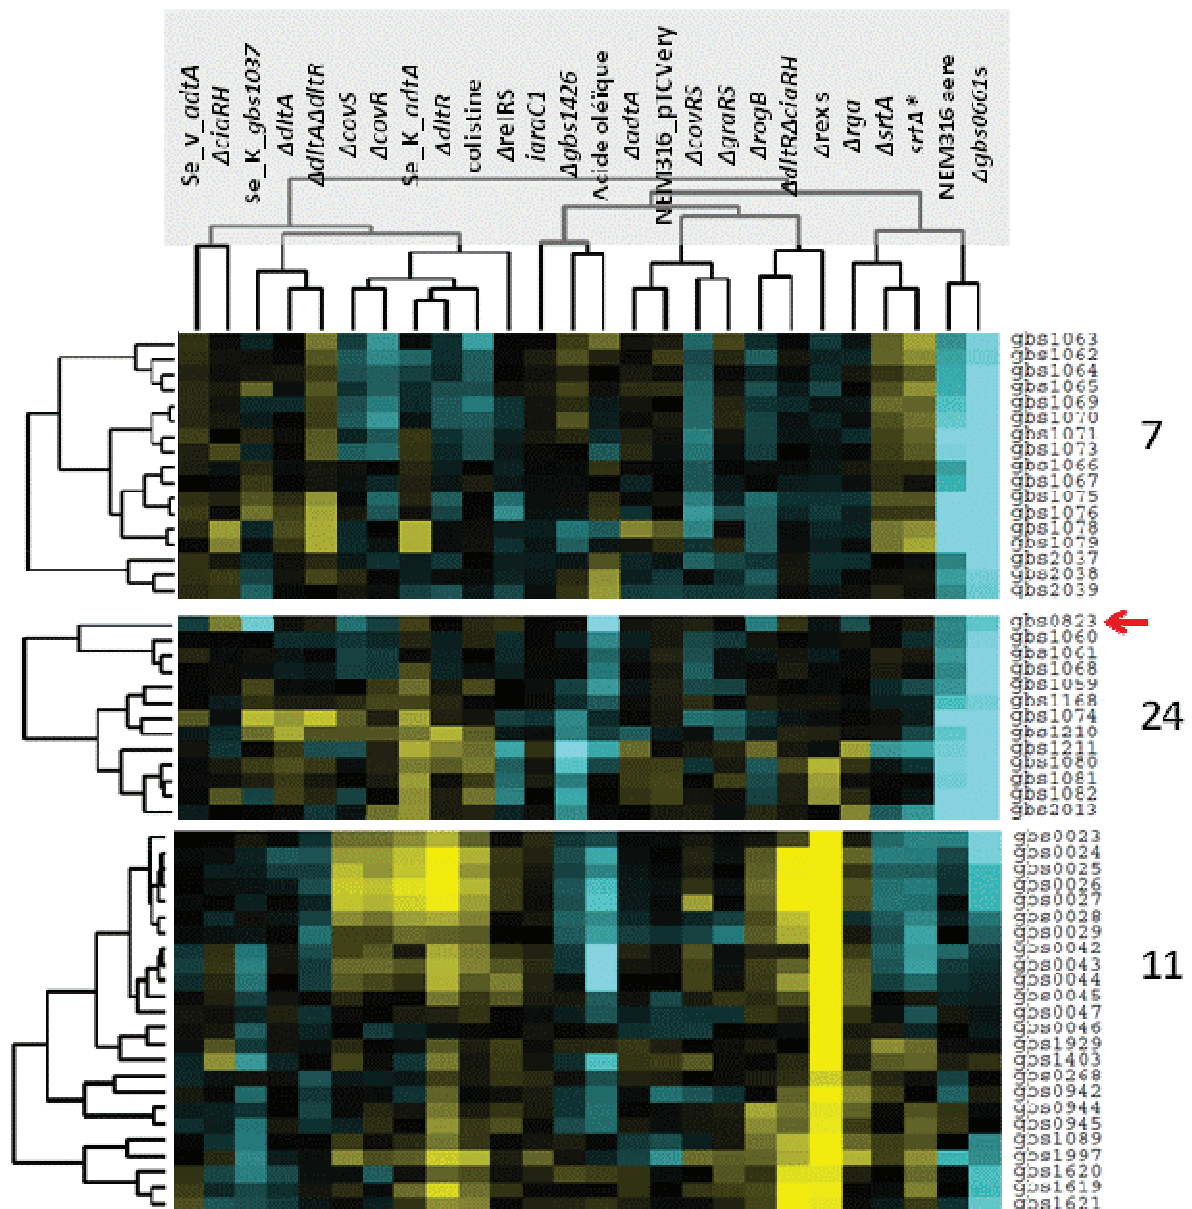 Se_v_adtA
ΔciaRH
Se_K_gbs1037
ΔdltA
ΔdltAΔdltR
ΔcovS
ΔcovR
Se_K_adtA
ΔdltR
colistine
ΔrelRS
Δgbs1426
Acide oléïque
ΔadtA
NEM316_pTCVery
ΔcovRS
ΔgraRS
ΔrogB
ΔdltRΔciaRH
Δrex s
Δrga
ΔsrtA
srtA*
NEM316 aere
Δgbs0661s
gbs1063
gbs1062
gbs1064
gbs1065
gbs1069
gbs1070
gbs1071
gbs1073
gbs1066
gbs1067
gbs1075
gbs1076
gbs1078
gbs1079
gbs2037
gbs2038
gbs2039
7
gbs0823
gbs1060
gbs1061
gbs1068
gbs1059
gbs1168
gbs1074
gbs1210
gbs1211
gbs1080
gbs1081
gbs1082
gbs2013
24
gbs0023
gbs0024
gbs0025
gbs0026
gbs0027
gbs0028
gbs0029
gbs0042
gbs0043
gbs0044
gbs0045
gbs0047
gbs0046
gbs1929
gbs1403
gbs0268
gbs0942
gbs0944
gbs0945
gbs1089
gbs1997
gbs1620
gbs1619
gbs1621
11